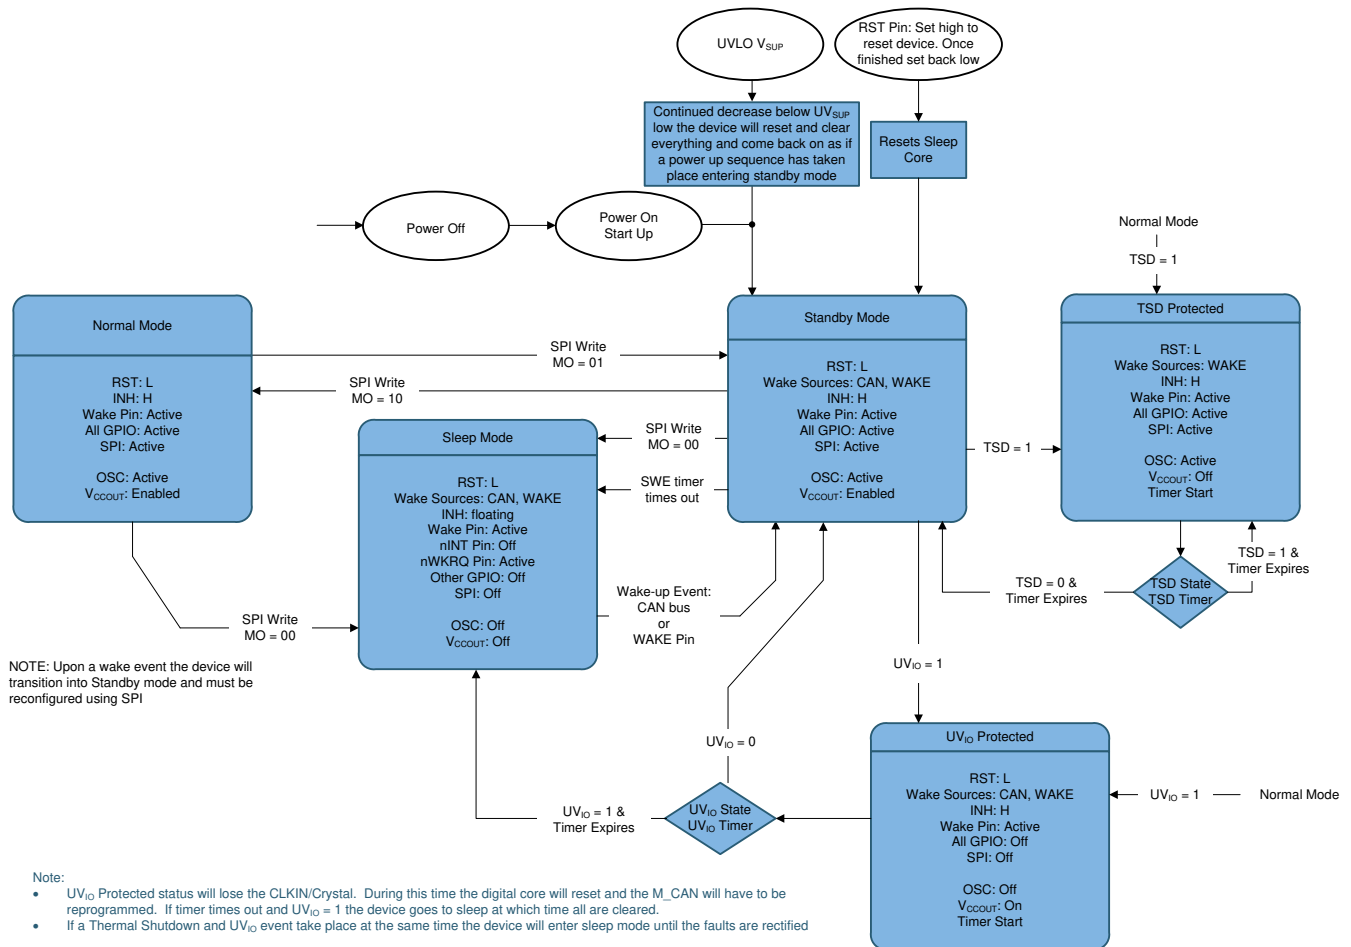 UVLO VSUP
RST Pin: Set high to
reset device. Once
finished set back low
Continued decrease below UVSUP
low the device will reset and clear
everything and come back on as if
a power up sequence has taken
place entering standby mode
Resets Sleep
Core
Power Off
Power On
Start Up
Normal Mode
TSD = 1
Normal Mode
RST: L
INH: H
Wake Pin: Active
All GPIO: Active
SPI: Active
OSC: Active
VCCOUT: Enabled
SPI Write
MO = 01
SPI Write
MO = 10
Standby Mode
RST: L
Wake Sources: CAN, WAKE
INH: H
Wake Pin: Active
All GPIO: Active
SPI: Active
OSC: Active
VCCOUT: Enabled
TSD = 1
TSD Protected
RST: L
Wake Sources: WAKE
INH: H
Wake Pin: Active
All GPIO: Active
SPI: Active
OSC: Active
VCCOUT: Off
Timer Start
Sleep Mode
RST: L
Wake Sources: CAN, WAKE
INH: floating
Wake Pin: Active
nINT Pin: Off
nWKRQ Pin: Active
Other GPIO: Off
SPI: Off
OSC: Off
VCCOUT: Off
SPI Write
MO = 00
SWE timer
times out
Wake-up Event:
CAN bus
or
WAKE Pin
TSD = 0 &
Timer Expires
TSD State
TSD Timer
TSD = 1 &
Timer Expires
SPI Write
MO = 00
NOTE: Upon a wake event the device will
transition into Standby mode and must be
reconfigured using SPI
UVIO = 1
UVIO = 0
UVIO Protected
RST: L
Wake Sources: CAN, WAKE
INH: H
Wake Pin: Active
All GPIO: Off
SPI: Off
OSC: Off
VCCOUT: On
Timer Start
UVIO = 1
Normal Mode
UVIO State
UVIO Timer
UVIO = 1 &
Timer Expires
Note:
• UVIO Protected status will lose the CLKIN/Crystal. During this time the digital core will reset and the M_CAN will have to be
reprogrammed. If timer times out and UVIO = 1 the device goes to sleep at which time all are cleared.
• If a Thermal Shutdown and UVIO event take place at the same time the device will enter sleep mode until the faults are rectified